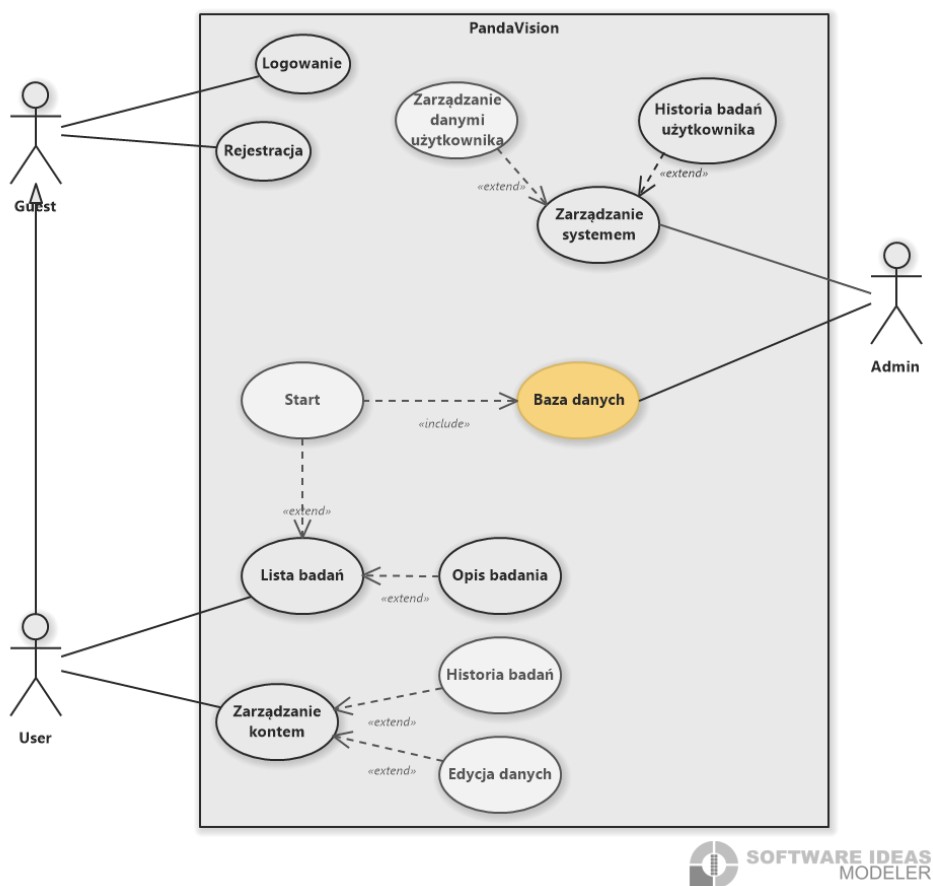 PandaVision
Logowanie
Zarządzanie
danymi
użytkownika
Historia badań
użytkownika
Rejestracja
«extend»
«extend»
Guest
Zarządzanie
systemem
Admin
Start
Baza danych
«include»
«extend»
Lista badań
Opis badania
«extend»
Historia badań
Zarządzanie
kontem
«extend»
User
«extend»
Edycja danych
SOFTWARE IDEAS
MODELER